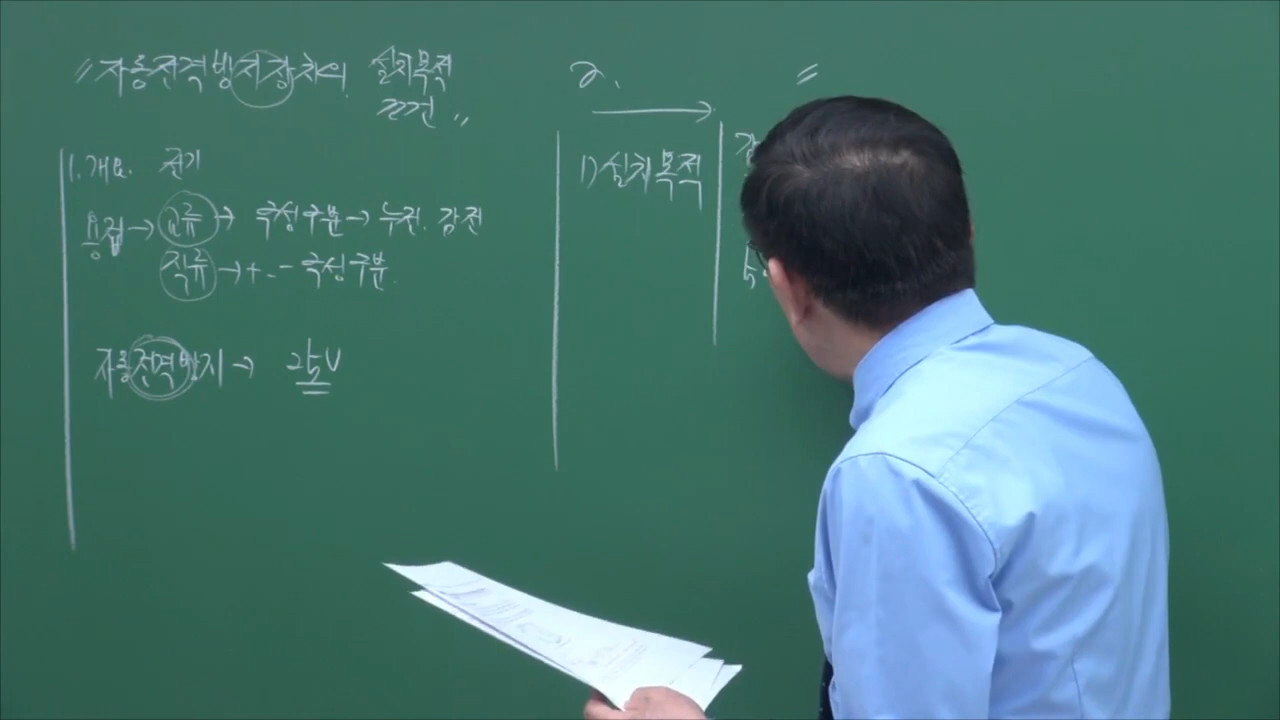 "자동전격방지장치의 설치목적
조건"
1. 개요. 전기
용접→교류→ 극성구분→누전. 감전
직류→+. - 극성구분.
자동전격방지→ 25V
2. "
→
1) 설치목적
감